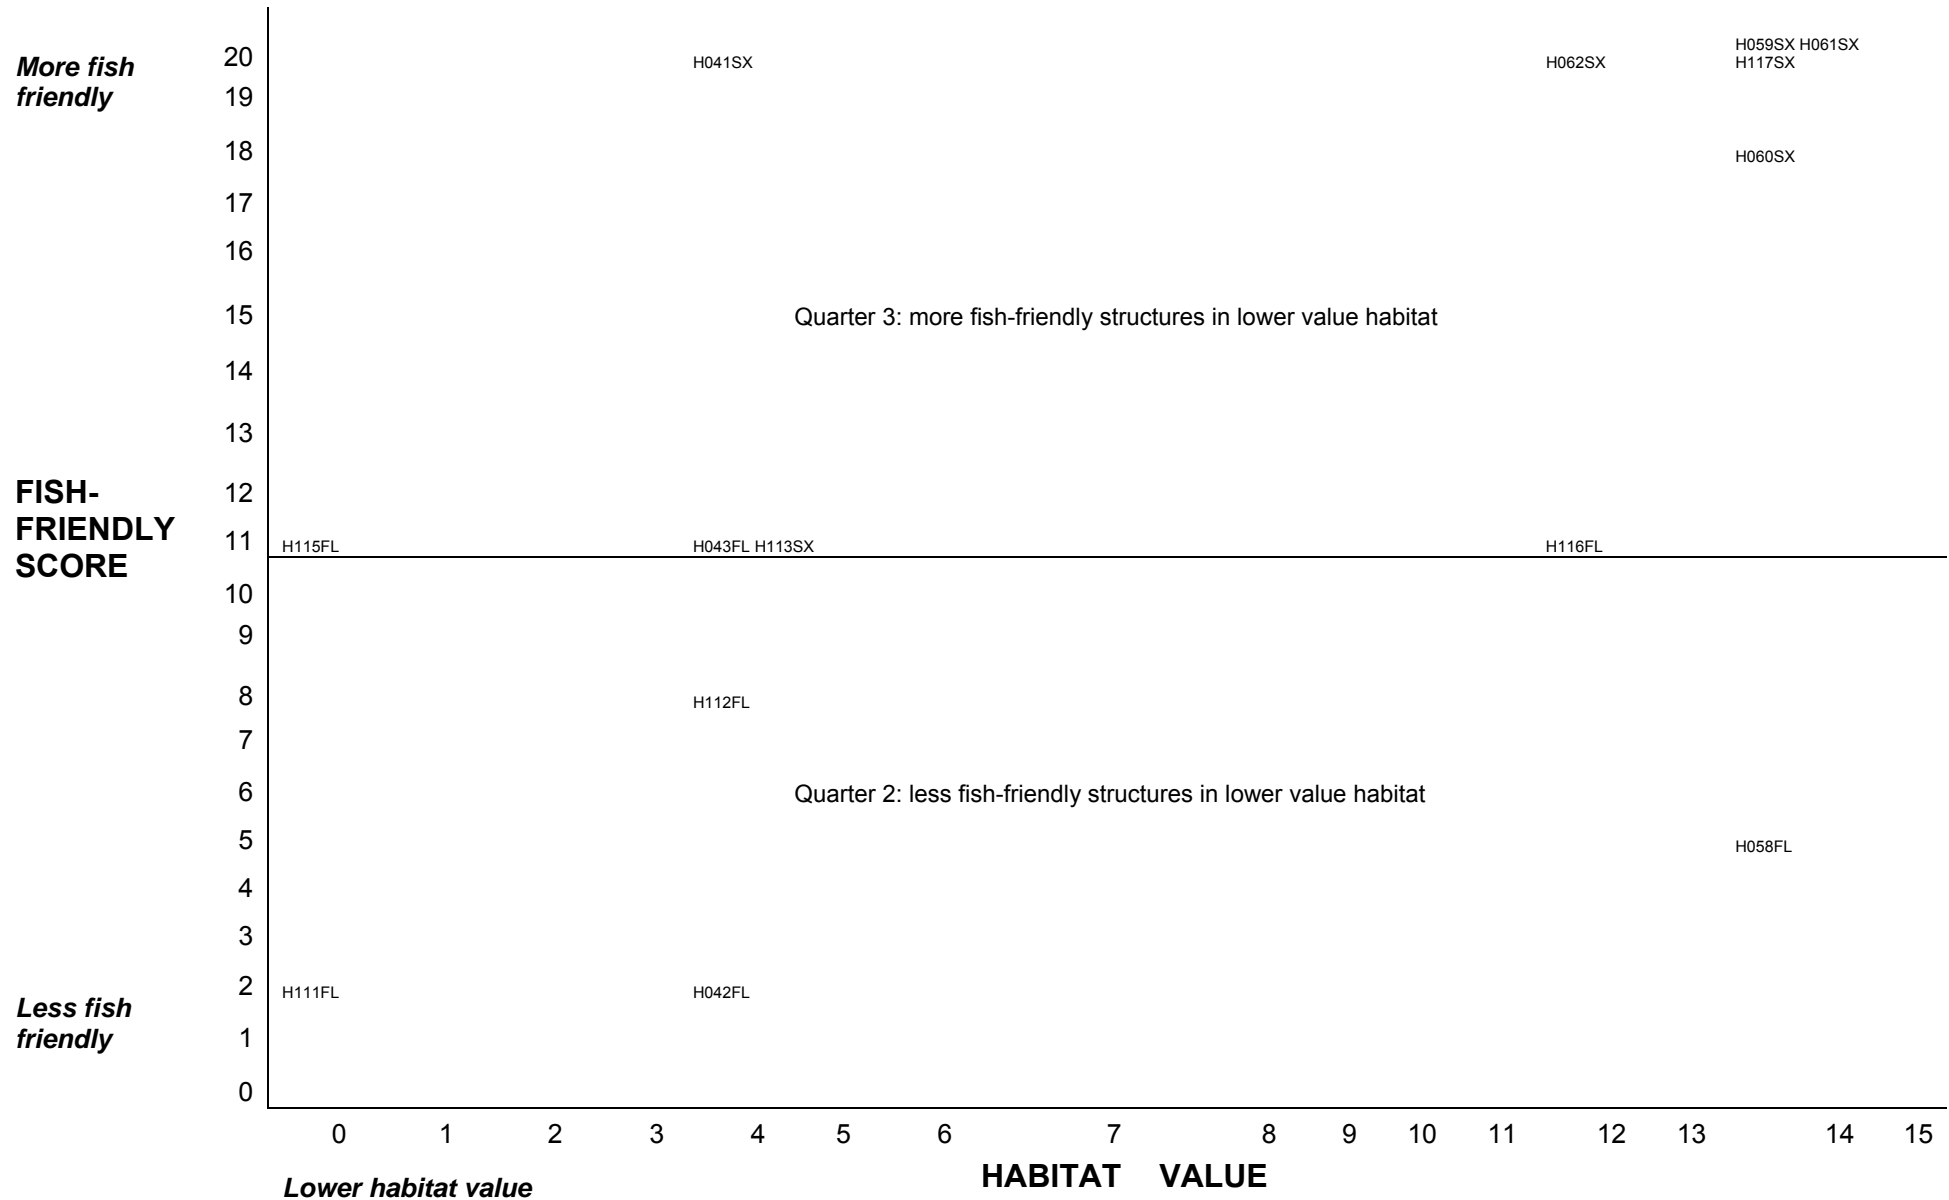 H059SX H061SX
More fish
friendly
20
H041SX
H062SX
H117SX
19
18
H060SX
17
16
15
Quarter 3: more fish-friendly structures in lower value habitat
14
13
FISH-
FRIENDLY
SCORE
12
11
H115FL
H043FL H113SX
H116FL
10
9
8
H112FL
7
6
Quarter 2: less fish-friendly structures in lower value habitat
5
H058FL
4
3
2
H111FL
H042FL
Less fish
friendly
1
0
0 1 2 3 4 5 6 7 8 9 10 11 12 13 14 15
Lower habitat value
HABITAT VALUE